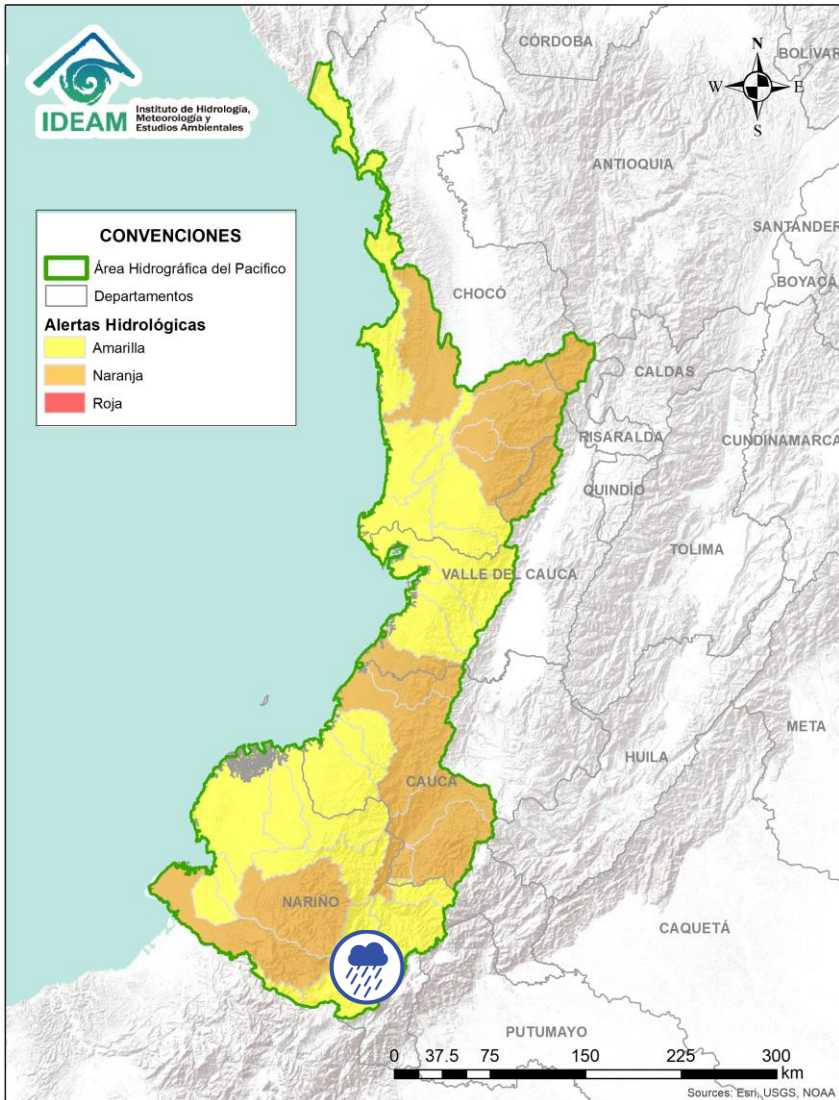 IDEAM
Instituto de Hidrología,
Meteorología y
Estudios Ambientales
CÓRDOBA
BOLÍVAR
N
W
E
S
ANTIOQUIA
SANTANDER
BOYACÁ
CONVENCIONES
Área Hidrográfica del Pacifico
Departamentos
Alertas Hidrológicas
Amarilla
Naranja
Roja
CHOCÓ
CALDAS
RISARALDA
CUNDINAMARCA
QUINDÍO
TOLIMA
VALLE DEL CAUCA
META
HUILA
CAUCA
NARIÑO
CAQUETÁ
PUTUMAYO
0 37.5 75 150 225 300
km
Sources: Esri, USGS, NOAA